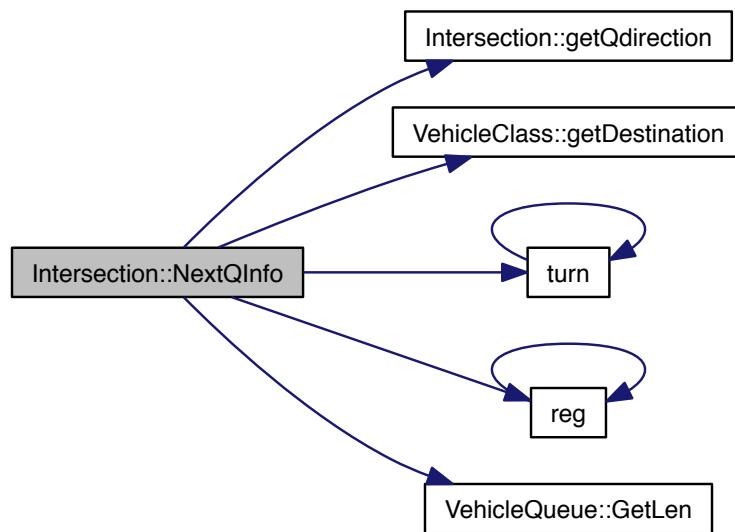 Intersection::getQdirection
VehicleClass::getDestination
Intersection::NextQInfo
turn
reg
VehicleQueue::GetLen